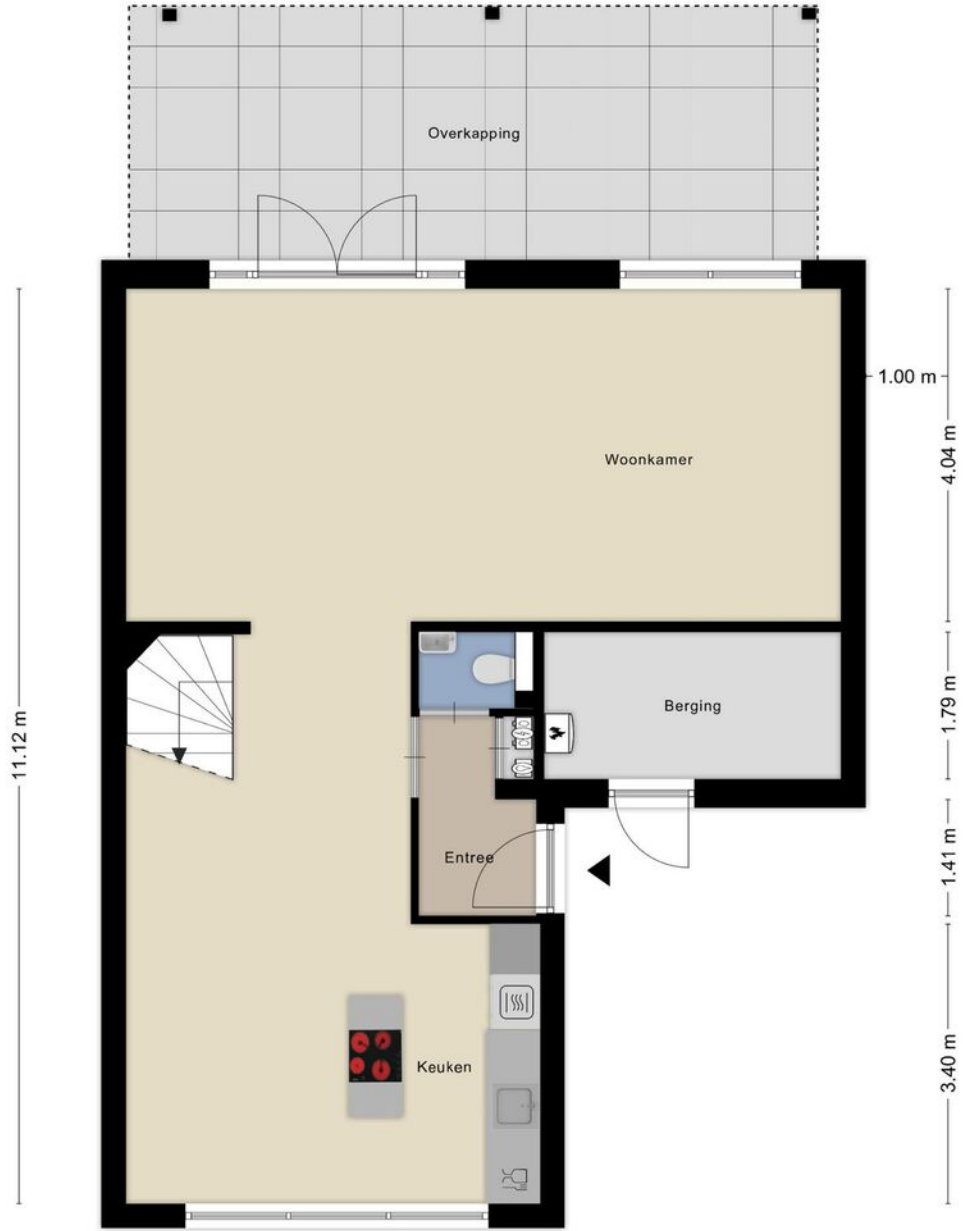 Overkapping
1.00 m
4.04 m
Woonkamer
1.79 m
Berging
11.12 m
1.41 m
Entree
3.40 m
Keuken